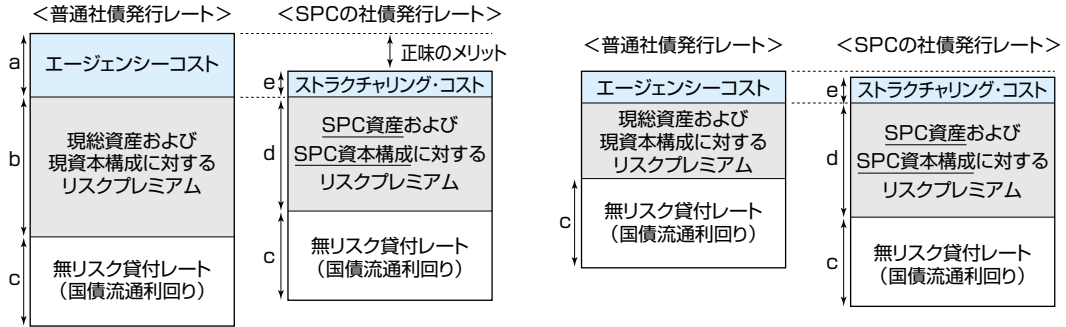 ＜普通社債発行レート＞
a
エージェンシーコスト
b
現総資産および
現資本構成に対する
リスクプレミアム
c
無リスク貸付レート
（国債流通利回り）
＜SPCの社債発行レート＞
正味のメリット
e
ストラクチャリング・コスト
d
SPC資産および
SPC資本構成に対する
リスクプレミアム
c
無リスク貸付レート
（国債流通利回り）
＜普通社債発行レート＞
エージェンシーコスト
現総資産および
現資本構成に対する
リスクプレミアム
c
無リスク貸付レート
（国債流通利回り）
＜SPCの社債発行レート＞
e
ストラクチャリング・コスト
d
SPC資産および
SPC資本構成に対する
リスクプレミアム
c
無リスク貸付レート
（国債流通利回り）